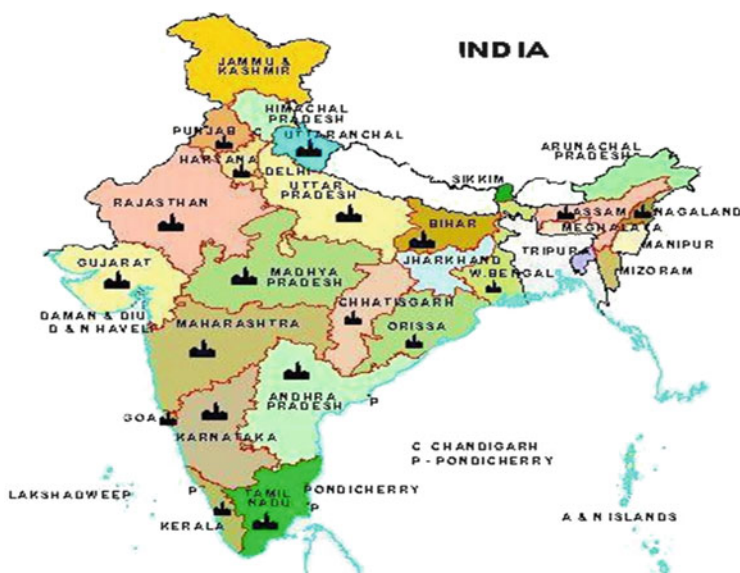 INDIA
JAMMU &
KASHMIR
HIMACHAL
PRADESH
PUNJAB
C
UTTARANCHAL
HARYANA
DELHI
ARUNACHAL
PRADESH
SIKKIM
RAJASTHAN
UTTAR
PRADESH
BIHAR
ASSAM
NAGALAND
MEGHALAYA
MANIPUR
TRIPURA
MIZORAM
GUJARAT
MADHYA
PRADESH
JHARKHAND
W.BENGAL
CHHATISGARH
DAMAN & DIU
D & N HAVELI
MAHARASHTRA
ORISSA
ANDHRA
PRADESH
P
GOA
KARNATAKA
C CHANDIGARH
P - PONDICHERRY
LAKSHADWEEP
P
TAMIL
NADU
PONDICHERRY
P
KERALA
A & N ISLANDS